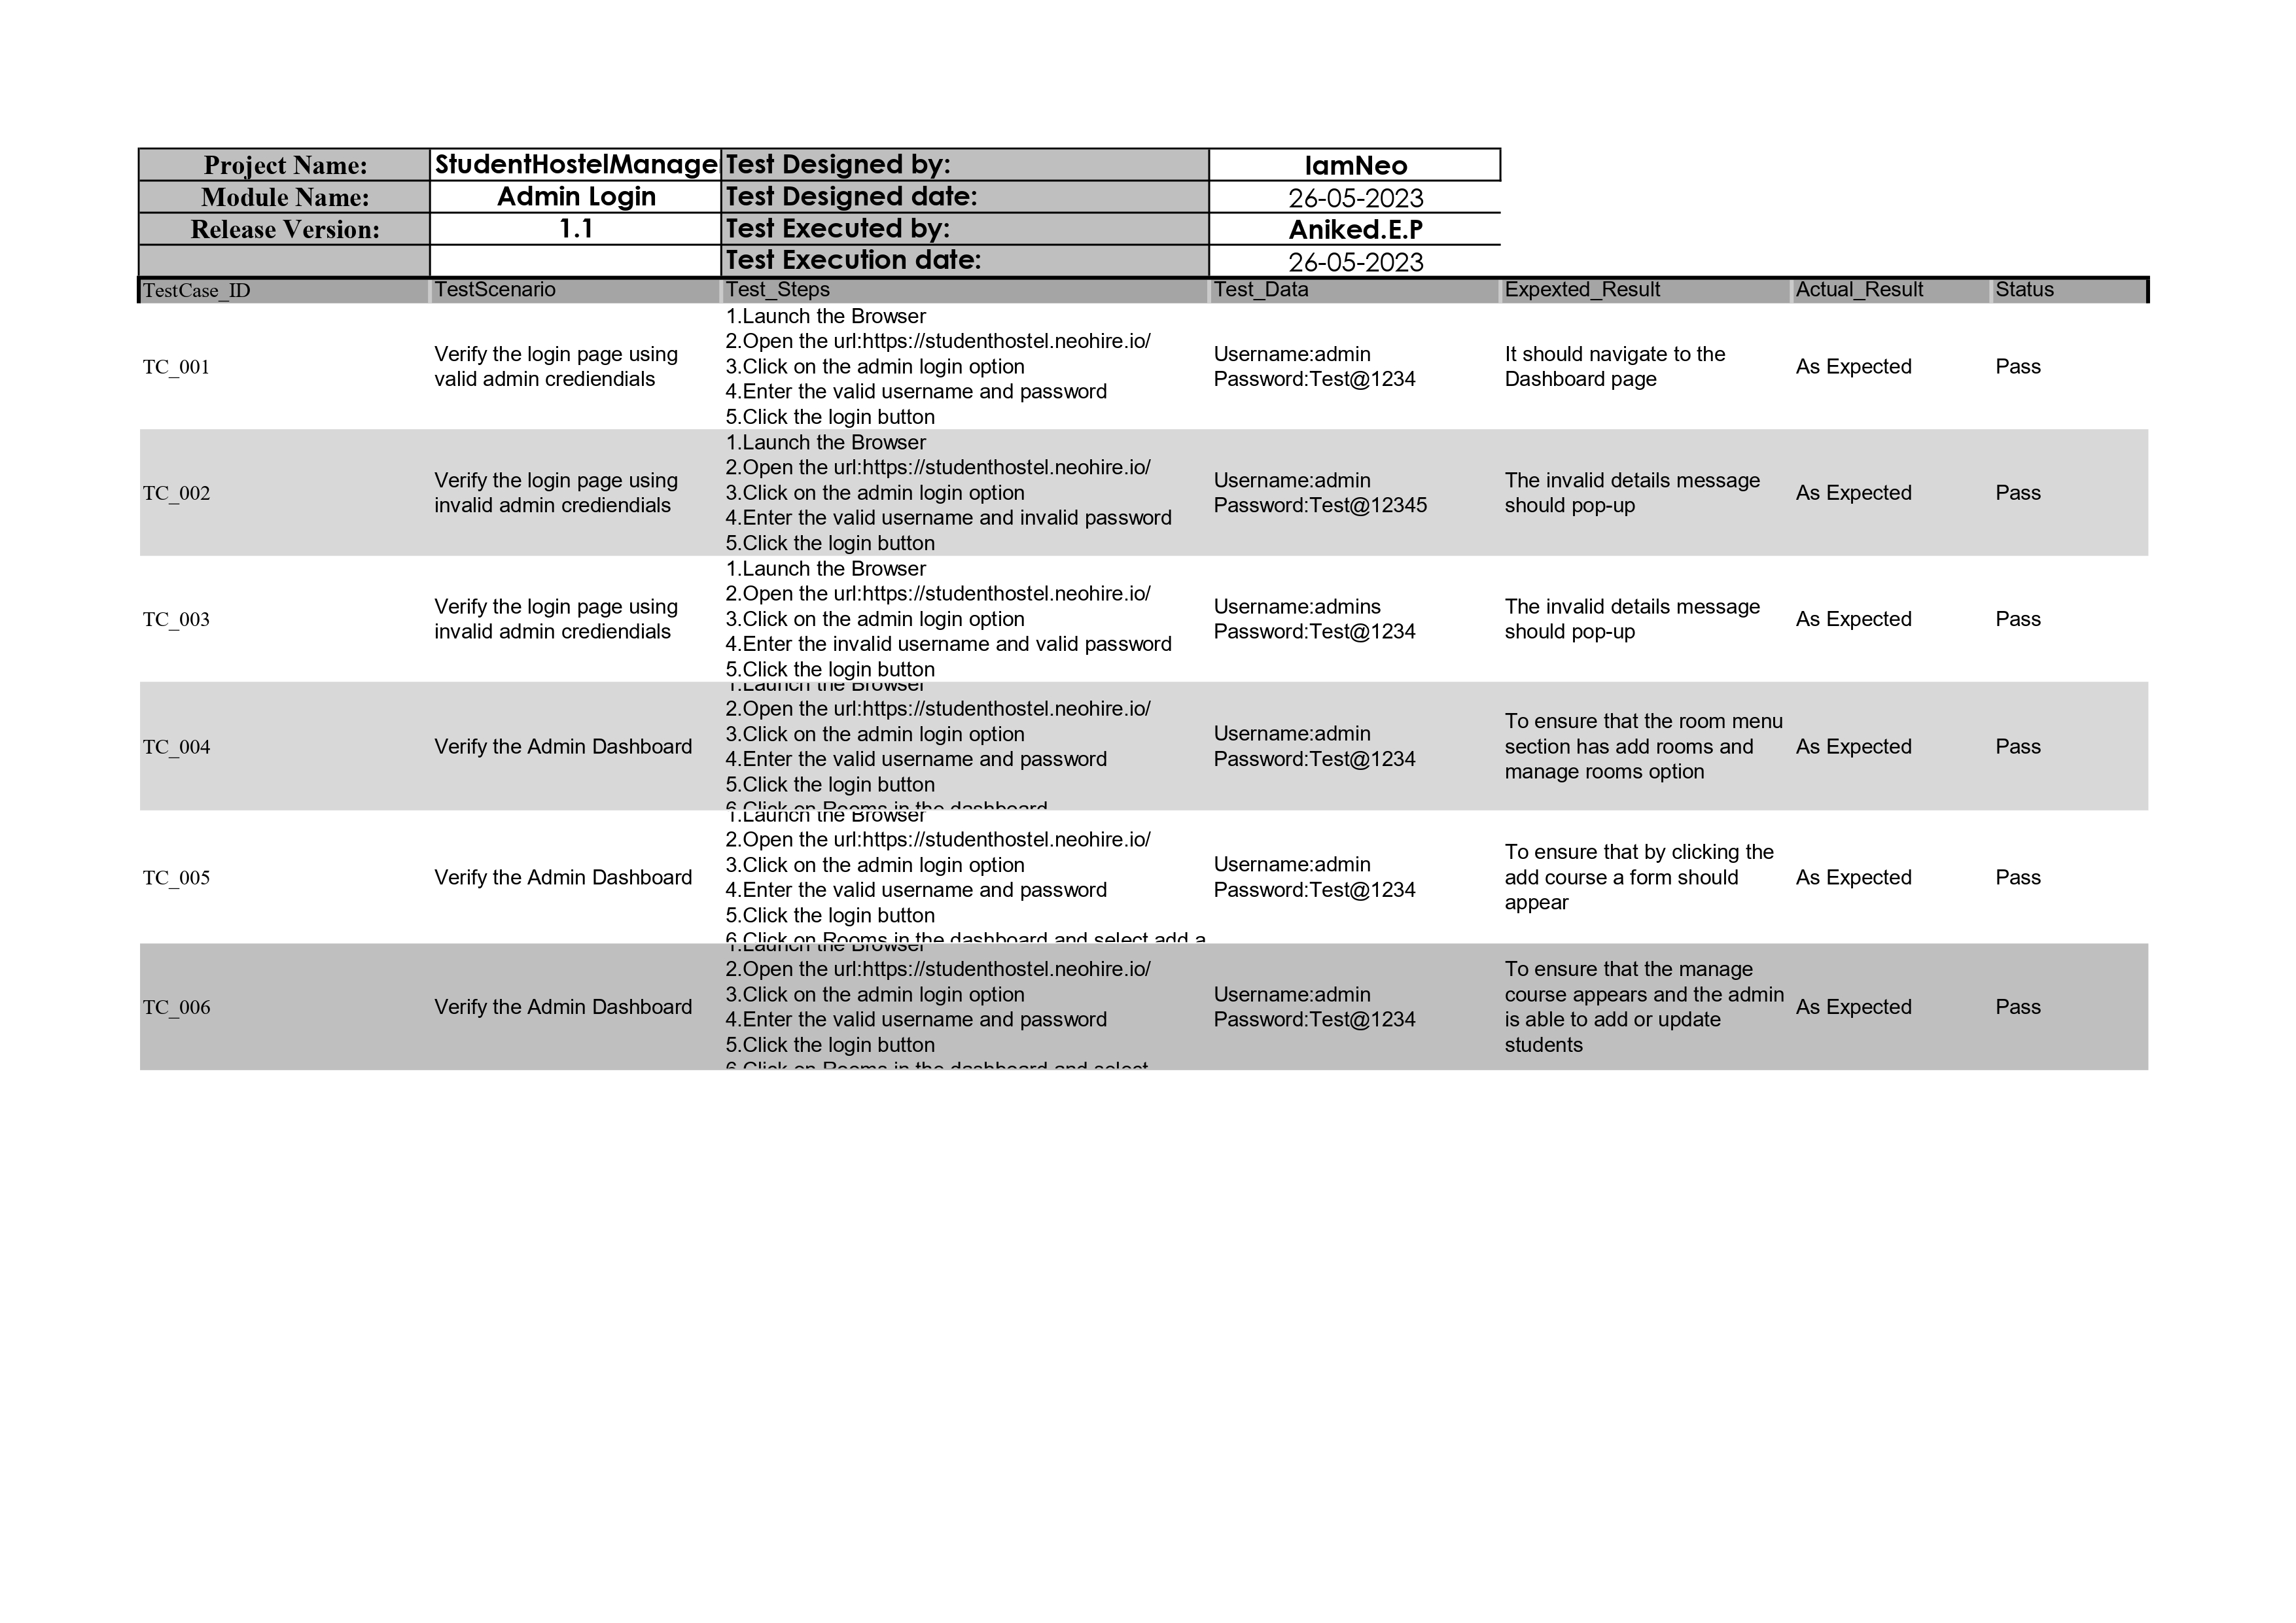 Project Name: StudentHostelManage Test Designed by: IamNeo
Module Name: Admin Login Test Designed date: 26-05-2023
Release Version: 1.1 Test Executed by: Aniked.E.P
Test Execution date: 26-05-2023
TestCase_ID TestScenario Test_Steps Test_Data Expexted_Result Actual_Result Status
TC_001
Verify the login page using
valid admin crediendials
1.Launch the Browser
2.Open the url:https://studenthostel.neohire.io/
3.Click on the admin login option
4.Enter the valid username and password
5.Click the login button
Username:admin
Password:Test@1234
It should navigate to the
Dashboard page
As Expected
Pass
TC_002
Verify the login page using
invalid admin crediendials
1.Launch the Browser
2.Open the url:https://studenthostel.neohire.io/
3.Click on the admin login option
4.Enter the valid username and invalid password
5.Click the login button
Username:admin
Password:Test@12345
The invalid details message
should pop-up
As Expected
Pass
TC_003
Verify the login page using
invalid admin crediendials
1.Launch the Browser
2.Open the url:https://studenthostel.neohire.io/
3.Click on the admin login option
4.Enter the invalid username and valid password
5.Click the login button
Username:admins
Password:Test@1234
The invalid details message
should pop-up
As Expected
Pass
TC_004
Verify the Admin Dashboard
1.Launch the Browser
2.Open the url:https://studenthostel.neohire.io/
3.Click on the admin login option
4.Enter the valid username and password
5.Click the login button
6.Click on Rooms in the dashboard
Username:admin
Password:Test@1234
To ensure that the room menu
section has add rooms and
manage rooms option
As Expected
Pass
TC_005
Verify the Admin Dashboard
1.Launch the Browser
2.Open the url:https://studenthostel.neohire.io/
3.Click on the admin login option
4.Enter the valid username and password
5.Click the login button
6.Click on Rooms in the dashboard and select add a
Username:admin
Password:Test@1234
To ensure that by clicking the
add course a form should
appear
As Expected
Pass
TC_006
Verify the Admin Dashboard
1.Launch the Browser
2.Open the url:https://studenthostel.neohire.io/
3.Click on the admin login option
4.Enter the valid username and password
5.Click the login button
6.Click on Rooms in the dashboard and select
Username:admin
Password:Test@1234
To ensure that the manage
course appears and the admin
is able to add or update
students
As Expected
Pass